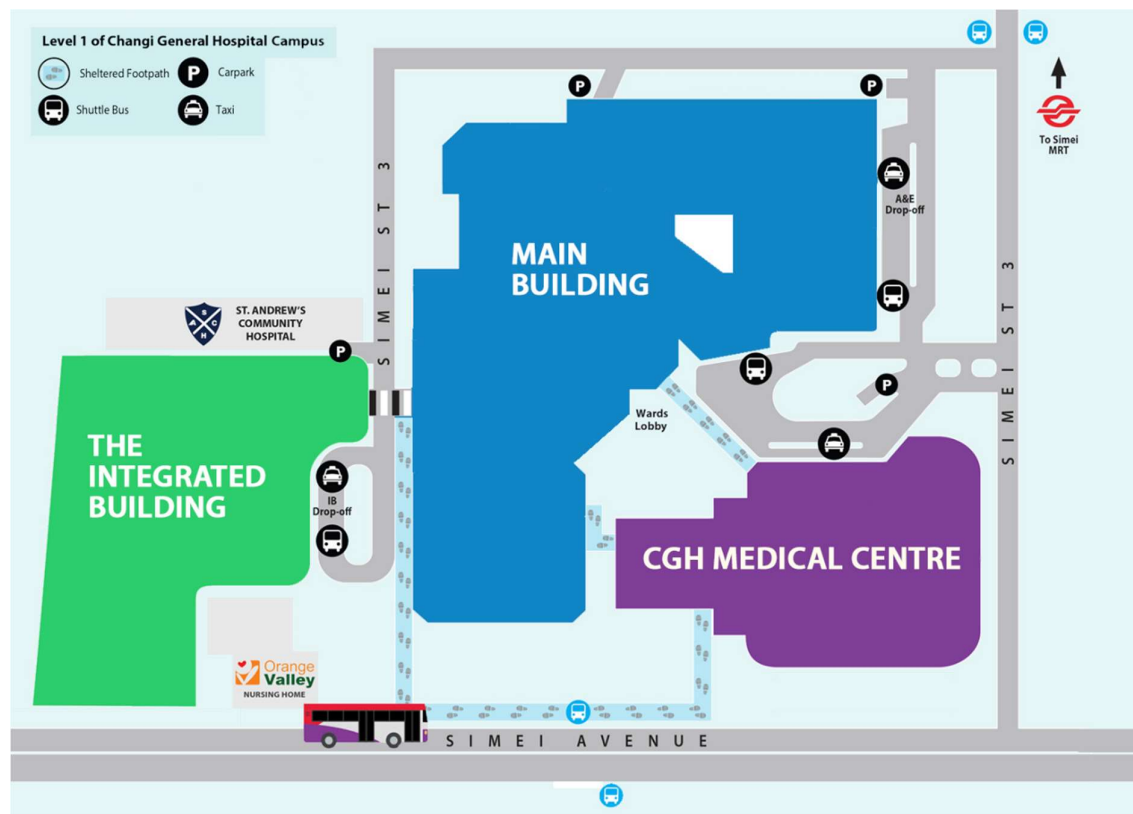 Level 1 of Changi General Hospital Campus
Sheltered Footpath
P
Carpark
Shuttle Bus
Taxi
P
P
To Simei
MRT
SIMEI ST 3
A&E
Drop-off
MAIN
BUILDING
SIMEI ST 3
S
A C
H
ST. ANDREW'S
COMMUNITY
HOSPITAL
P
P
Wards
Lobby
THE
INTEGRATED
BUILDING
IB
Drop-off
CGH MEDICAL CENTRE
Orange
Valley
NURSING HOME
SIMEI AVENUE